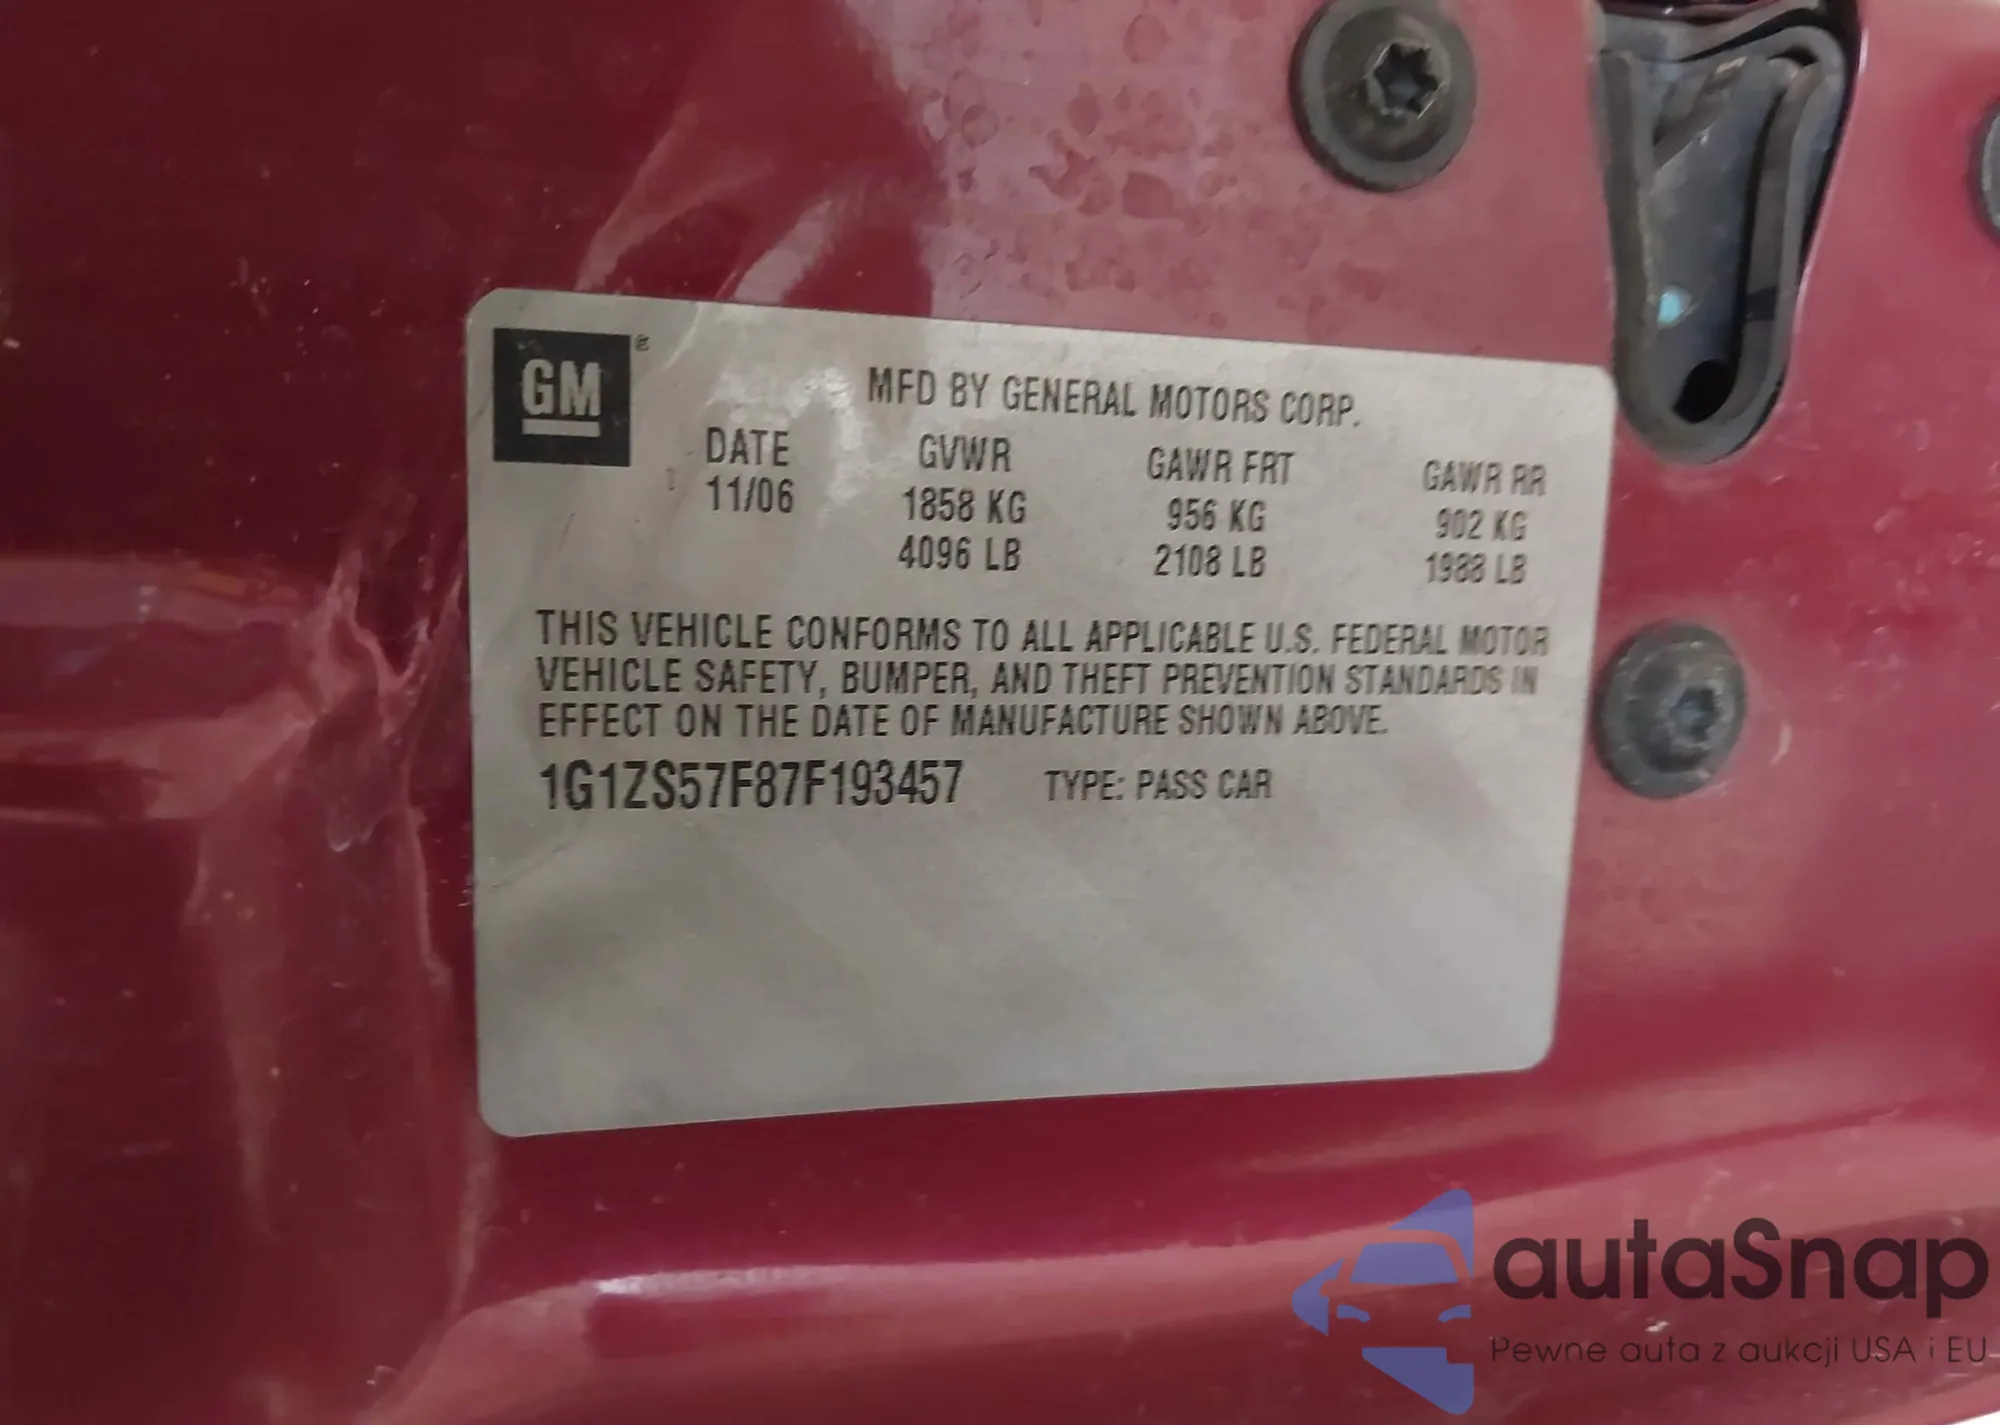 GM ®
MFD BY GENERAL MOTORS CORP.
DATE GVWR GAWR FRT GAWR RR
11/06 1858 KG 956 KG 902 KG
4096 LB 2108 LB 1988 LB
THIS VEHICLE CONFORMS TO ALL APPLICABLE U.S. FEDERAL MOTOR
VEHICLE SAFETY, BUMPER, AND THEFT PREVENTION STANDARDS IN
EFFECT ON THE DATE OF MANUFACTURE SHOWN ABOVE.
1G1ZS57F87F193457 TYPE: PASS CAR
autaSnap
Pewne auta z aukcji USA i EU